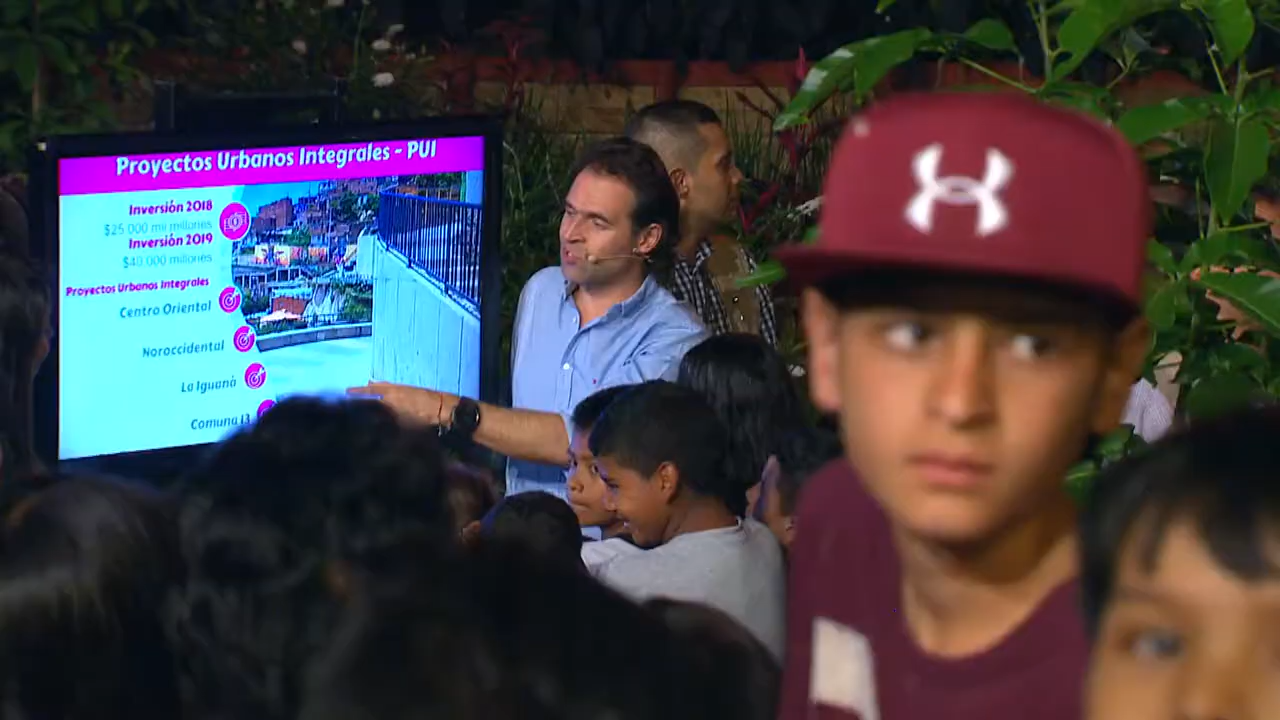 Proyectos Urbanos Integrales - PUI
Inversión 2018
$25.000 mil millones
Inversión 2019
$40.000 millones
Proyectos Urbanos Integrales
Centro Oriental
Noroccidental
La Iguaná
Comuna 13